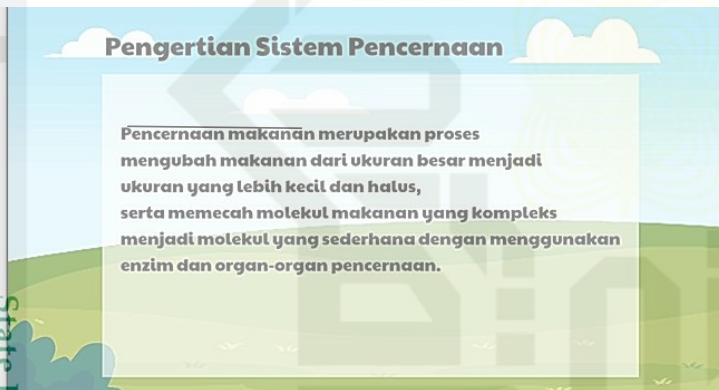 Pengertian Sistem Pencernaan
Pencernaan makanan merupakan proses
mengubah makanan dari ukuran besar menjadi
ukuran yang lebih kecil dan halus,
serta memecah molekul makanan yang kompleks
menjadi molekul yang sederhana dengan menggunakan
enzim dan organ-organ pencernaan.
State